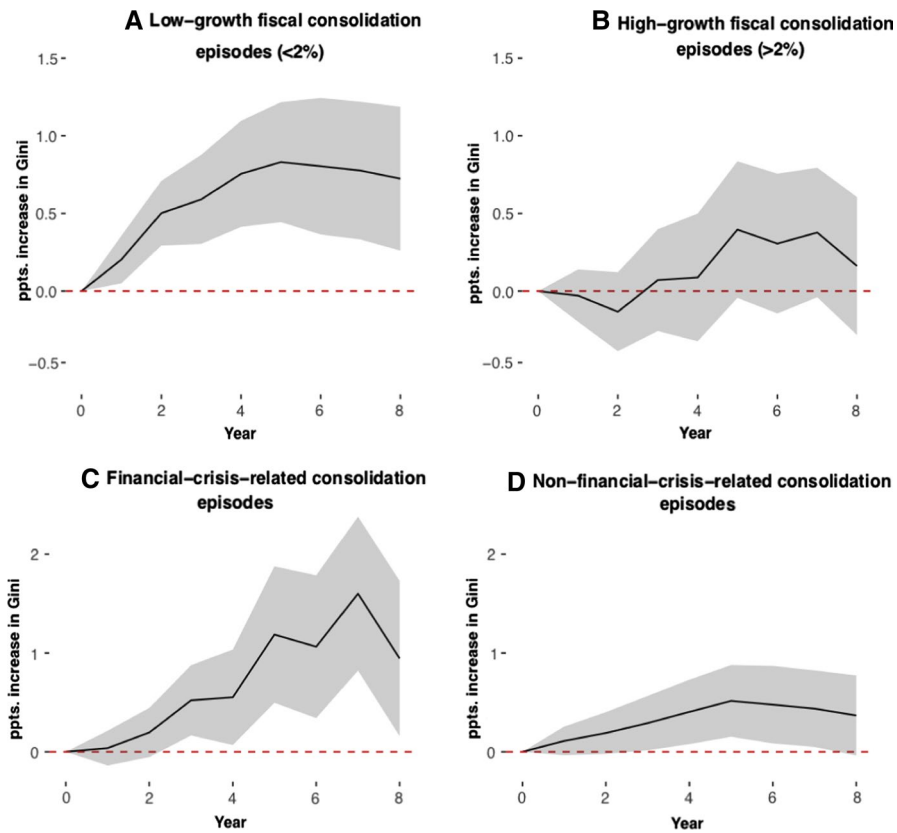 A Low–growth fiscal consolidation
episodes (<2%)
1.5
1.0
0.5
0.0
−0.5
ppts. increase in Gini
0 2 4 6 8
Year
B High–growth fiscal consolidation
episodes (>2%)
1.5
1.0
0.5
0.0
−0.5
ppts. increase in Gini
0 2 4 6 8
Year
C Financial–crisis–related consolidation
episodes
2
1
0
ppts. increase in Gini
0 2 4 6 8
Year
D Non–financial–crisis–related consolidation
episodes
2
1
0
ppts. increase in Gini
0 2 4 6 8
Year